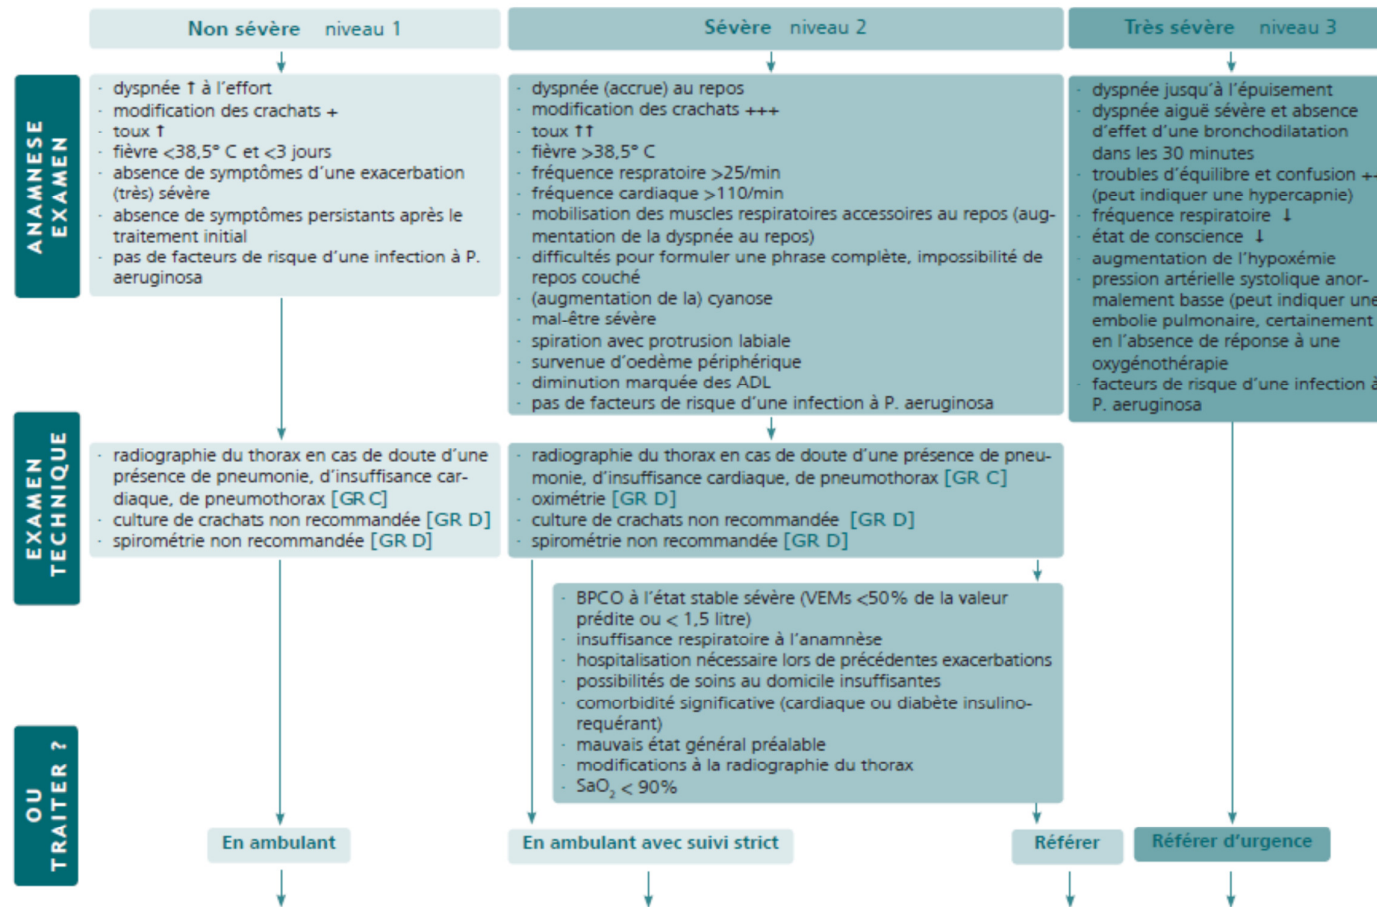 Non sévère niveau 1
Sévère niveau 2
Très sévère niveau 3
ANAMNESE
EXAMEN
· dyspnée ↑ à l'effort
· modification des crachats +
· toux ↑
· fièvre <38,5° C et <3 jours
· absence de symptômes d'une exacerbation
(très) sévère
· absence de symptômes persistants après le
traitement initial
· pas de facteurs de risque d'une infection à P.
aeruginosa
· dyspnée (accrue) au repos
· modification des crachats +++
· toux ↑↑
· fièvre >38,5° C
· fréquence respratoire >25/min
· fréquence cardiaque >110/min
· mobilisation des muscles respiratoires accessoires au repos (aug-
mentation de la dyspnée au repos)
· difficultés pour formuler une phrase complète, impossibilité de
repos couché
· (augmentation de la) cyanose
· mal-être sévère
· spiration avec protrusion labiale
· survenue d'oedème périphérique
· diminution marquée des ADL
· pas de facteurs de risque d'une infection à P. aeruginosa
· dyspnée jusqu'à l'épuisement
· dyspnée aiguë sévère et absence
d'effet d'une bronchodilatation
dans les 30 minutes
· troubles d'équilibre et confusion ++
(peut indiquer une hypercapnie)
· fréquence respiratoire ↓
· état de conscience ↓
· augmentation de l'hypoxémie
· pression artérielle systolique anor-
malement basse (peut indiquer une
embolie pulmonaire, certainement
en l'absence de réponse à une
oxygénothérapie
· facteurs de risque d'une infection à
P. aeruginosa
EXAMEN
TECHNIQUE
· radiographie du thorax en cas de doute d'une
présence de pneumonie, d'insuffisance car-
diaque, de pneumothorax [GR C]
· culture de crachats non recommandée [GR D]
· spirométrie non recommandée [GR D]
· radiographie du thorax en cas de doute d'une présence de pneu-
monie, d'insuffisance cardiaque, de pneumothorax [GR C]
· oximétrie [GR D]
· culture de crachats non recommandée [GR D]
· spirométrie non recommandée [GR D]
· BPCO à l'état stable sévère (VEMs <50% de la valeur
prédite ou < 1,5 litre)
· insuffisance respiratoire à l'anamnèse
· hospitalisation nécessaire lors de précédentes exacerbations
· possibilités de soins au domicile insuffisantes
· comorbidité significative (cardiaque ou diabète insulino-
requérant)
· mauvais état général préalable
· modifications à la radiographie du thorax
· SaO₂ < 90%
OU
TRAITER ?
En ambulant
En ambulant avec suivi strict
Référer
Référer d'urgence